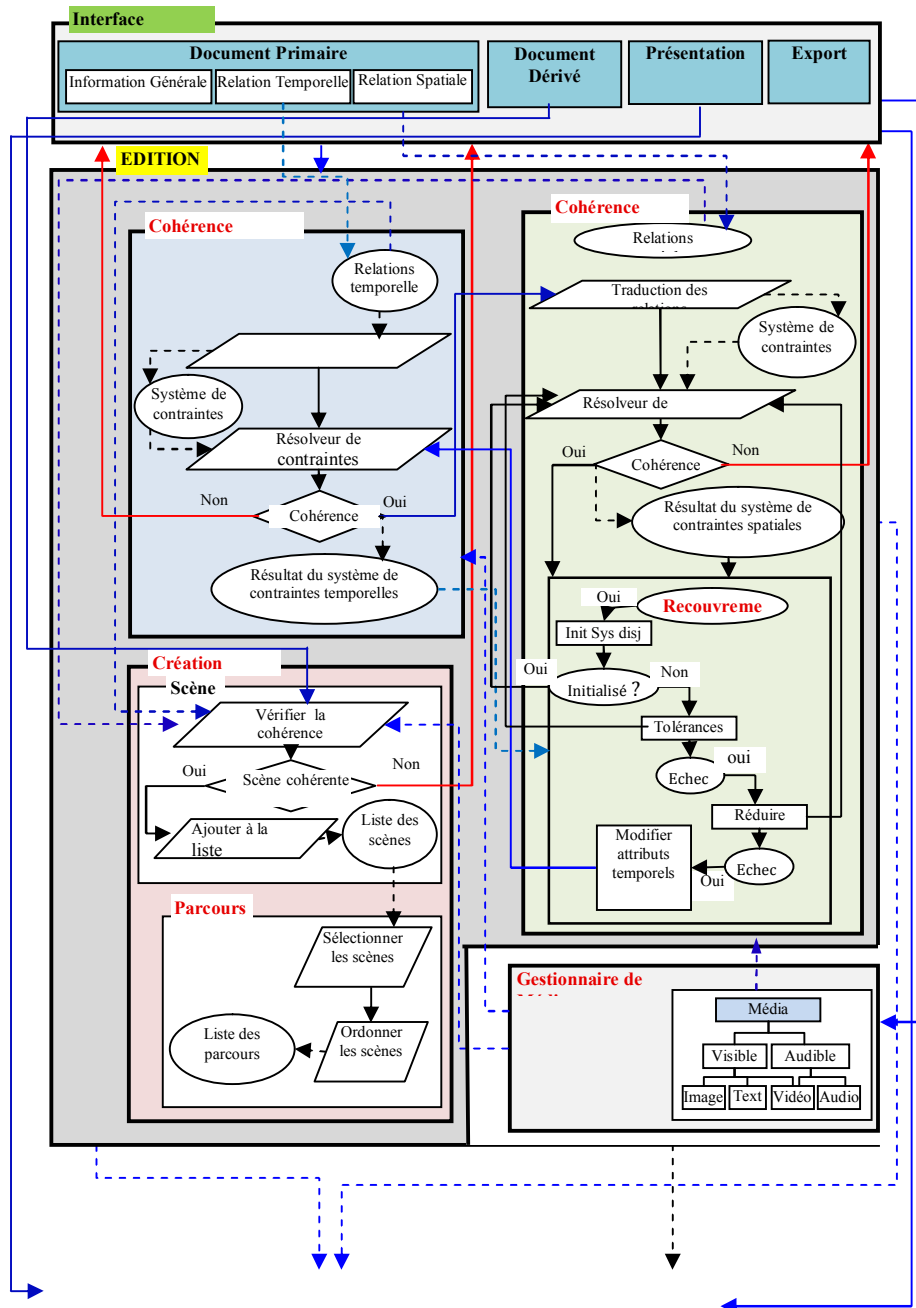 Interface
Document Primaire
Information Générale
Relation Temporelle
Relation Spatiale
Document
Dérivé
Présentation
Export
EDITION
Cohérence
Relations
temporelle
Système de
contraintes
Résolveur de
contraintes
Non
Cohérence
Oui
Résultat du système de
contraintes temporelles
Cohérence
Relations
Traduction des
Système de
contraintes
Résolveur de
Oui
Cohérence
Non
Résultat du système de
contraintes spatiales
Oui
Recouvreme
Init Sys disj
Oui
Initialisé ?
Non
Tolérances
Echec
oui
Réduire
Modifier
attributs
temporels
Oui
Echec
Création
Scène
Vérifier la
cohérence
Oui
Scène cohérente
Non
Ajouter à la
liste
Liste des
scènes
Parcours
Sélectionner
les scènes
Liste des
parcours
Ordonner
les scènes
Gestionnaire de
Média
Visible
Audible
Image
Text
Vidéo
Audio